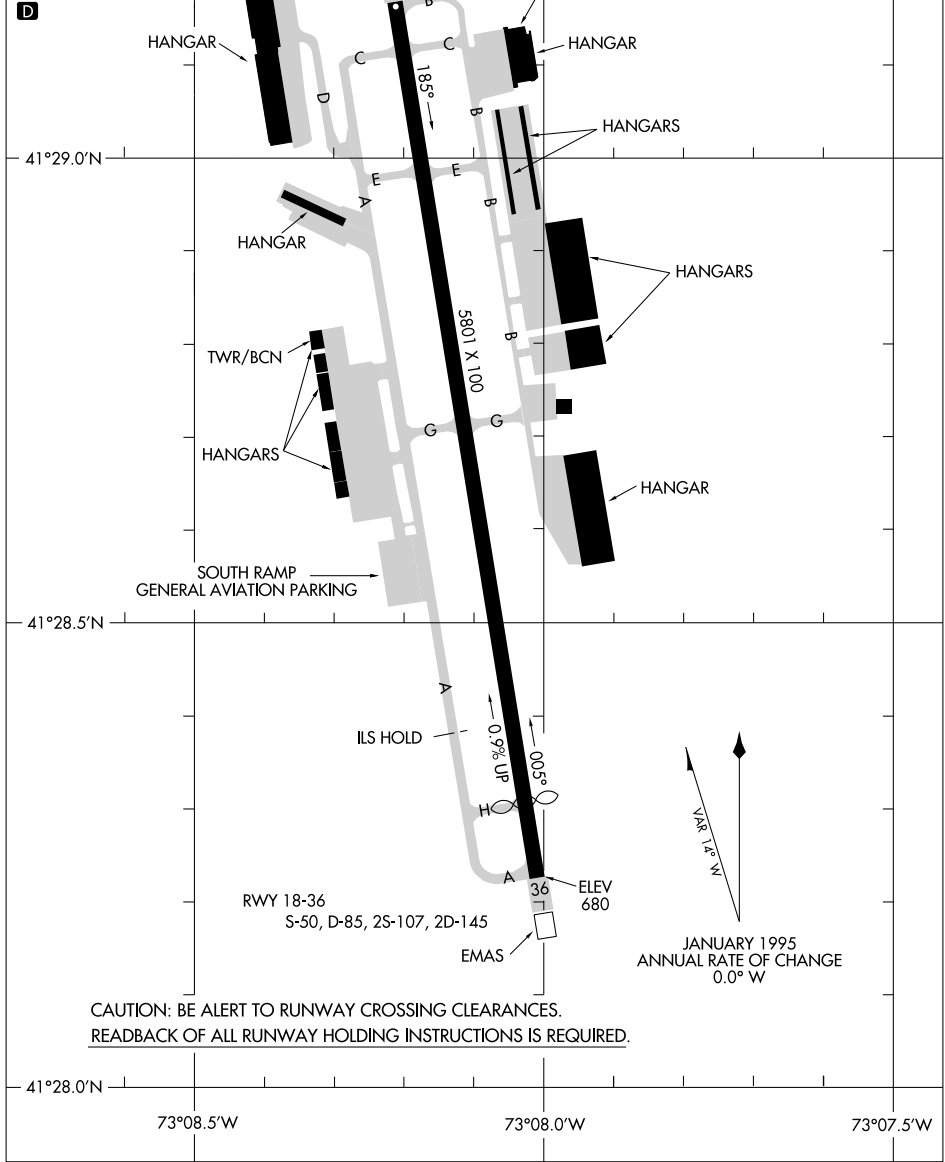 D
B
HANGAR
C
C
HANGAR
185°
D
B
HANGARS
41°29.0'N
E
E
A
B
HANGAR
HANGARS
5801 X 100
B
TWR/BCN
G
G
HANGARS
HANGAR
SOUTH RAMP
GENERAL AVIATION PARKING
41°28.5'N
A
ILS HOLD
0.9% UP
005°
H
VAR 14° W
A
36
ELEV
680
RWY 18-36
S-50, D-85, 2S-107, 2D-145
EMAS
JANUARY 1995
ANNUAL RATE OF CHANGE
0.0° W
CAUTION: BE ALERT TO RUNWAY CROSSING CLEARANCES.
READBACK OF ALL RUNWAY HOLDING INSTRUCTIONS IS REQUIRED.
41°28.0'N
73°08.5'W
73°08.0'W
73°07.5'W